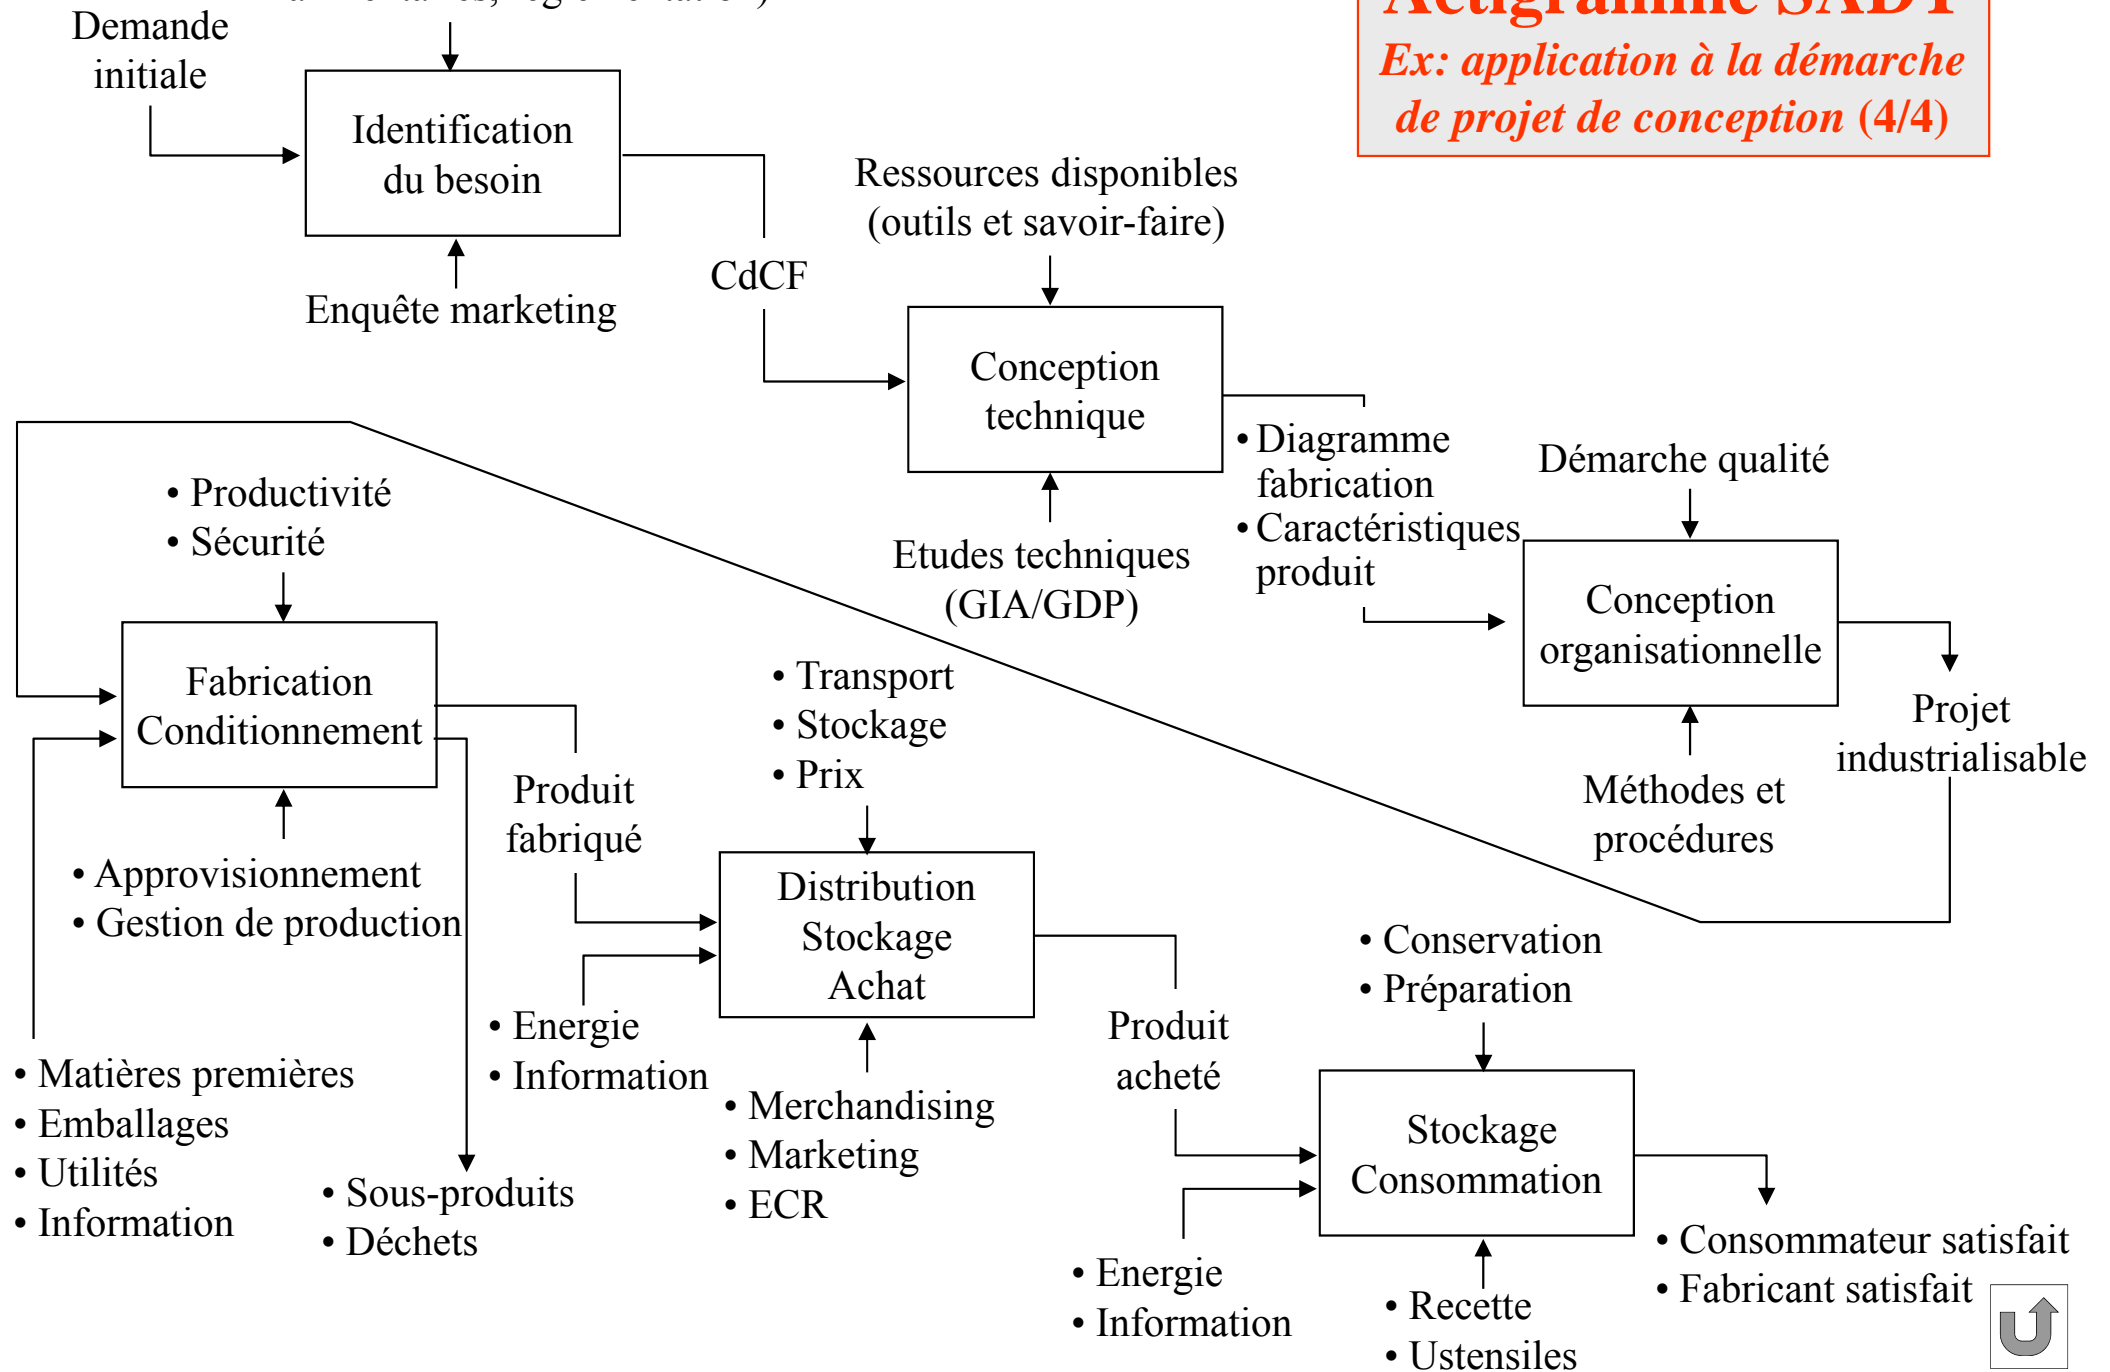 Demande
initiale
Actigramme SADT
Ex: application à la démarche
de projet de conception (4/4)
Identification
du besoin
Enquête marketing
CdCF
Ressources disponibles
(outils et savoir-faire)
Conception
technique
Etudes techniques
(GIA/GDP)
• Diagramme
fabrication
• Caractéristiques
produit
Démarche qualité
Conception
organisationnelle
Méthodes et
procédures
Projet
industrialisable
• Productivité
• Sécurité
Fabrication
Conditionnement
• Approvisionnement
• Gestion de production
• Matières premières
• Emballages
• Utilités
• Information
• Sous-produits
• Déchets
Produit
fabriqué
• Transport
• Stockage
• Prix
Distribution
Stockage
Achat
• Energie
• Information
• Merchandising
• Marketing
• ECR
Produit
acheté
• Conservation
• Préparation
Stockage
Consommation
• Energie
• Information
• Recette
• Ustensiles
• Consommateur satisfait
• Fabricant satisfait